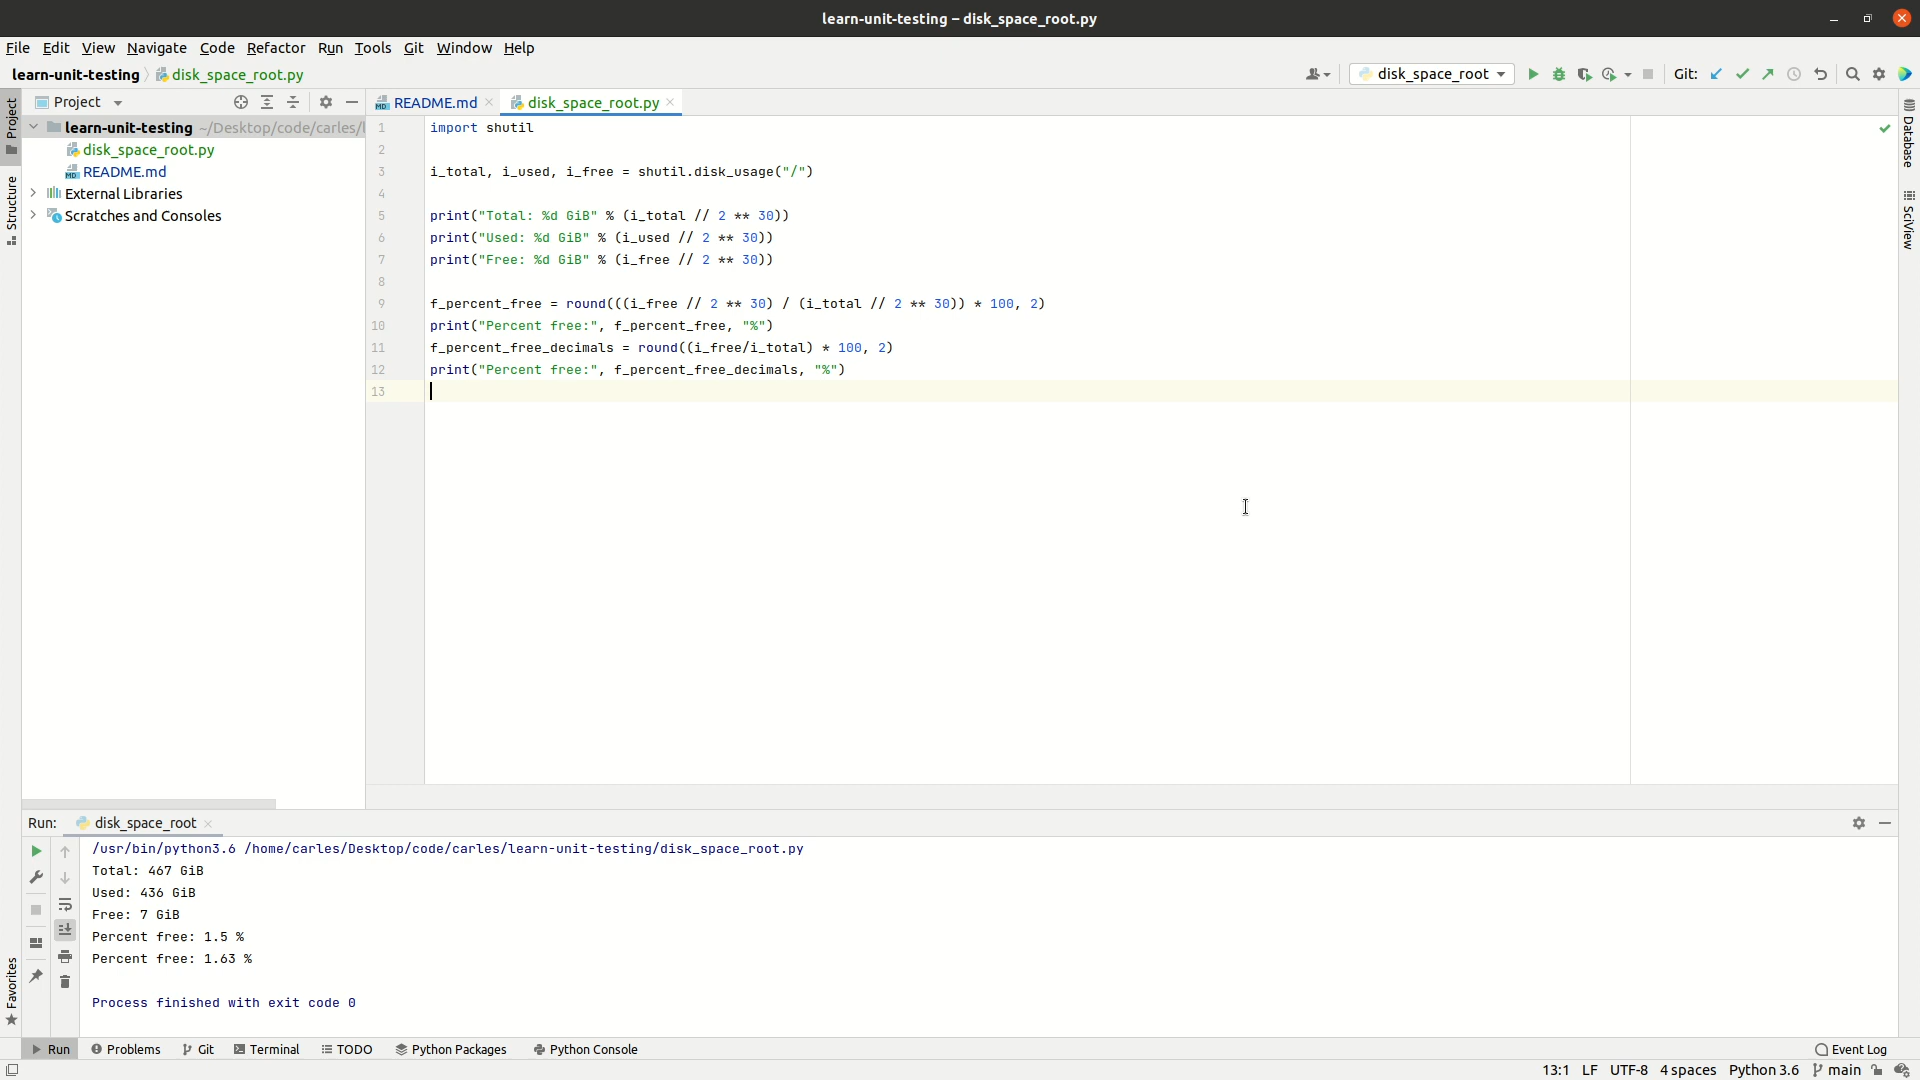 learn-unit-testing – disk_space_root.py
File Edit View Navigate Code Refactor Run Tools Git Window Help
learn-unit-testing disk_space_root.py
disk_space_root
Git:
Project
README.md
disk_space_root.py
Project
Structure
Favorites
Database
SciView
learn-unit-testing ~/Desktop/code/carles/
disk_space_root.py
README.md
External Libraries
Scratches and Consoles
1 import shutil
2
3 i_total, i_used, i_free = shutil.disk_usage("/")
4
5 print("Total: %d GiB" % (i_total // 2 ** 30))
6 print("Used: %d GiB" % (i_used // 2 ** 30))
7 print("Free: %d GiB" % (i_free // 2 ** 30))
8
9 f_percent_free = round(((i_free // 2 ** 30) / (i_total // 2 ** 30)) * 100, 2)
10 print("Percent free:", f_percent_free, "%")
11 f_percent_free_decimals = round((i_free/i_total) * 100, 2)
12 print("Percent free:", f_percent_free_decimals, "%")
13
Run: disk_space_root
/usr/bin/python3.6 /home/carles/Desktop/code/carles/learn-unit-testing/disk_space_root.py
Total: 467 GiB
Used: 436 GiB
Free: 7 GiB
Percent free: 1.5 %
Percent free: 1.63 %
Process finished with exit code 0
Run Problems Git Terminal TODO Python Packages Python Console Event Log
13:1 LF UTF-8 4 spaces Python 3.6 main